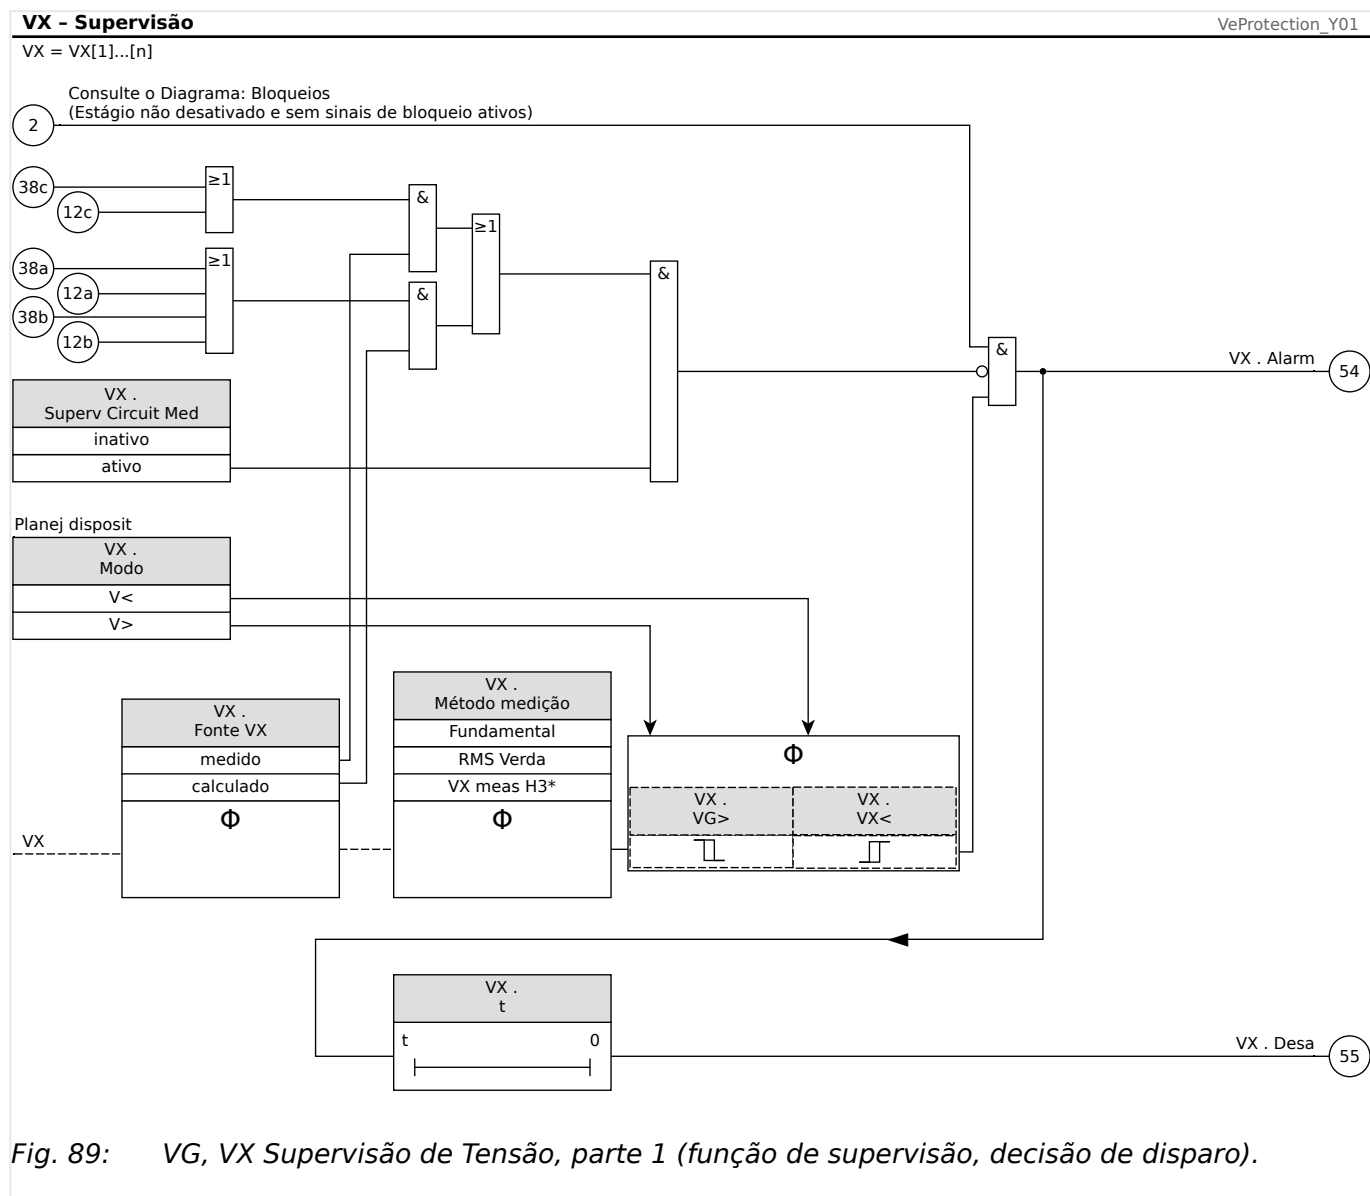 VX – Supervisão
VeProtection_Y01
VX = VX[1]...[n]
Consulte o Diagrama: Bloqueios
(Estágio não desativado e sem sinais de bloqueio ativos)
2
38c
12c
≥1
&
≥1
38a
12a
38b
12b
≥1
&
&
&
VX . Alarm
54
VX .
Superv Circuit Med
inativo
ativo
Planej disposit
VX .
Modo
V<
V>
VX .
Fonte VX
medido
calculado
Φ
VX
VX .
Método medição
Fundamental
RMS Verda
VX meas H3*
Φ
Φ
VX .
VG>
VX .
VX<
VX .
t
t
0
VX . Desa
55
Fig. 89: VG, VX Supervisão de Tensão, parte 1 (função de supervisão, decisão de disparo).